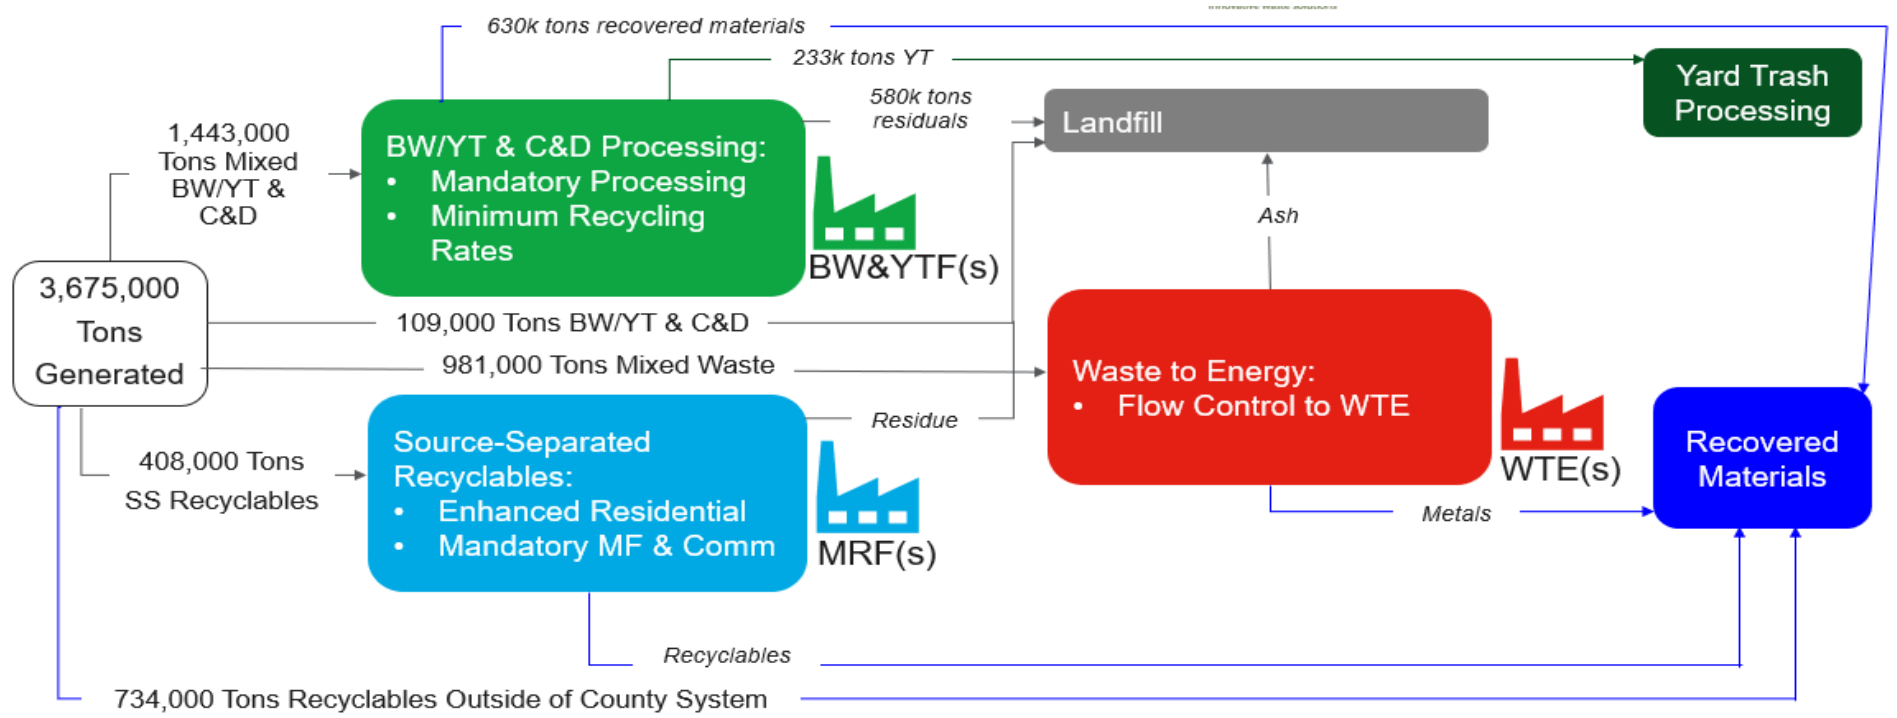 innovative waste solutions
630k tons recovered materials
233k tons YT
Yard Trash
Processing
580k tons
residuals
Landfill
1,443,000
Tons Mixed
BW/YT &
C&D
BW/YT & C&D Processing:
• Mandatory Processing
• Minimum Recycling
Rates
BW&YTF(s)
Ash
3,675,000
Tons
Generated
109,000 Tons BW/YT & C&D
981,000 Tons Mixed Waste
Waste to Energy:
• Flow Control to WTE
WTE(s)
Residue
Source-Separated
Recyclables:
• Enhanced Residential
• Mandatory MF & Comm
MRF(s)
408,000 Tons
SS Recyclables
Recovered
Materials
Metals
Recyclables
734,000 Tons Recyclables Outside of County System